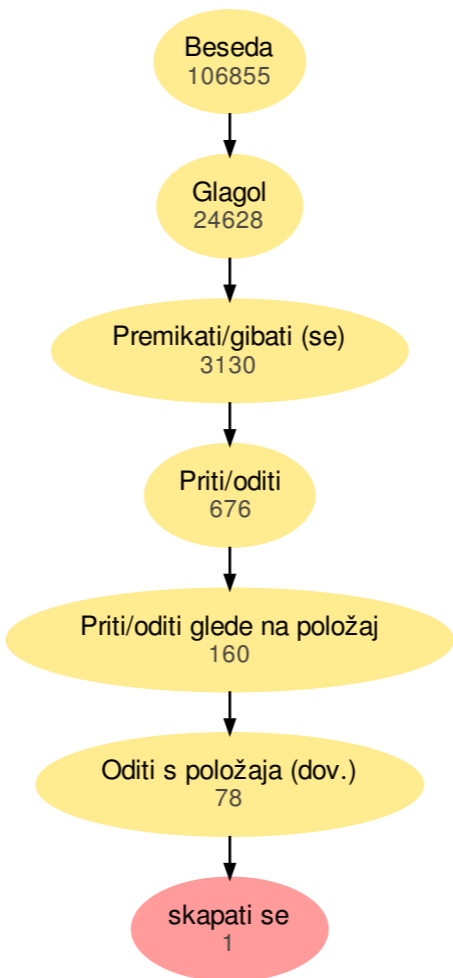 Beseda
106855
Glagol
24628
Premikati/gibati (se)
3130
Priti/oditi
676
Priti/oditi glede na položaj
160
Oditi s položaja (dov.)
78
skapati se
1